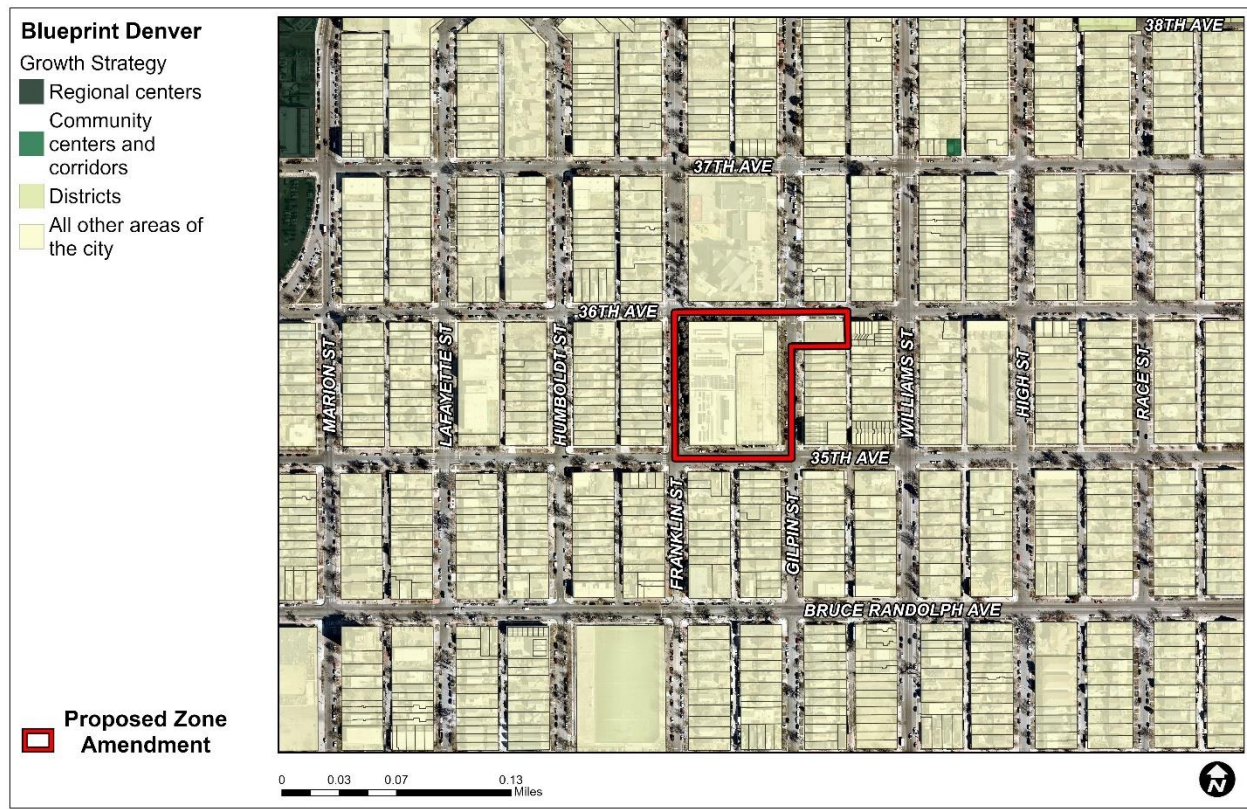 Blueprint Denver
Growth Strategy
Regional centers
Community
centers and
corridors
Districts
All other areas of
the city
Proposed Zone
Amendment
38TH AVE
37TH AVE
36TH AVE
MARION ST
LAFAYETTE ST
HUMBOLDT ST
WILLIAMS ST
HIGH ST
RACE ST
35TH AVE
FRANKLIN ST
GILPIN ST
BRUCE RANDOLPH AVE
0 0.03 0.07 0.13
Miles
N